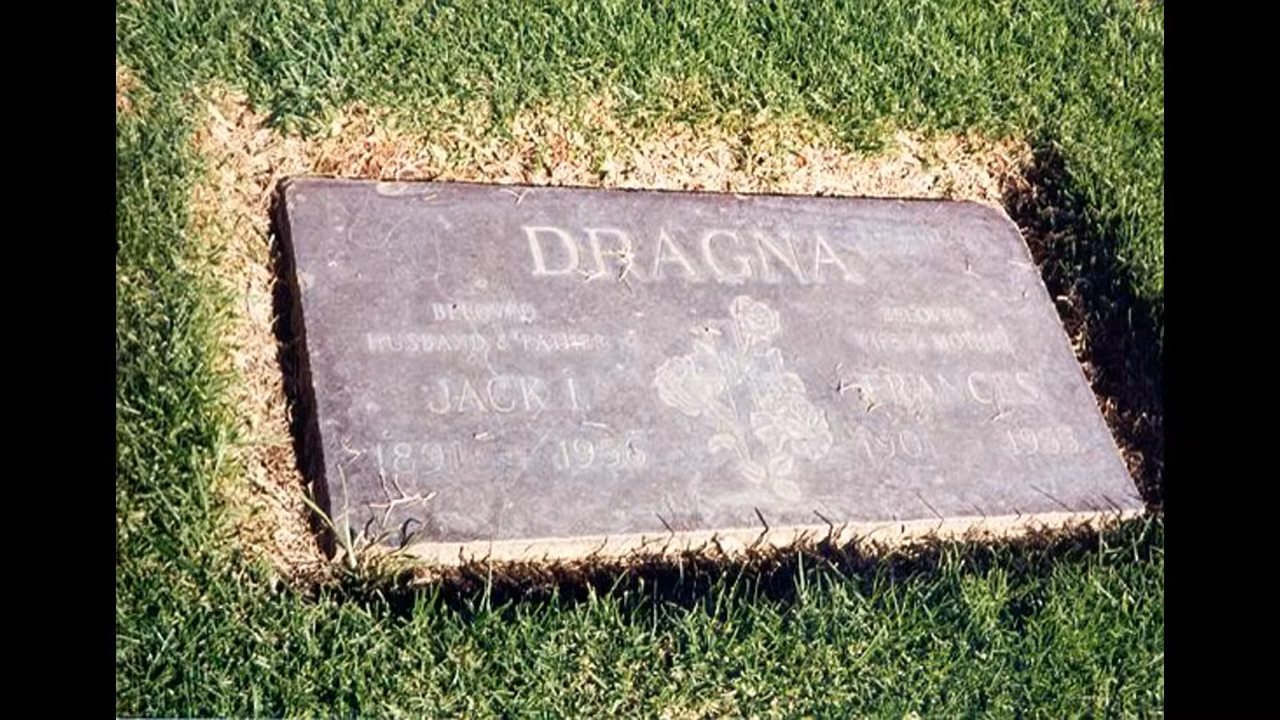 DRAGNA
BELOVED
HUSBAND & FATHER
JACK I.
1891 1956
BELOVED
WIFE & MOTHER
FRANCES
1901